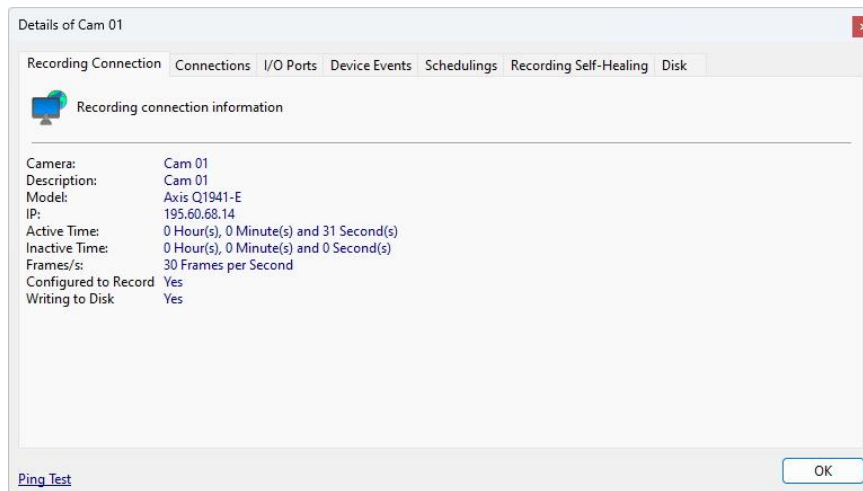 Details of Cam 01
Recording Connection Connections I/O Ports Device Events Schedulings Recording Self-Healing Disk
Recording connection information
Camera: Cam 01
Description: Cam 01
Model: Axis Q1941-E
IP: 195.60.68.14
Active Time: 0 Hour(s), 0 Minute(s) and 31 Second(s)
Inactive Time: 0 Hour(s), 0 Minute(s) and 0 Second(s)
Frames/s: 30 Frames per Second
Configured to Record Yes
Writing to Disk Yes
Ping Test
OK